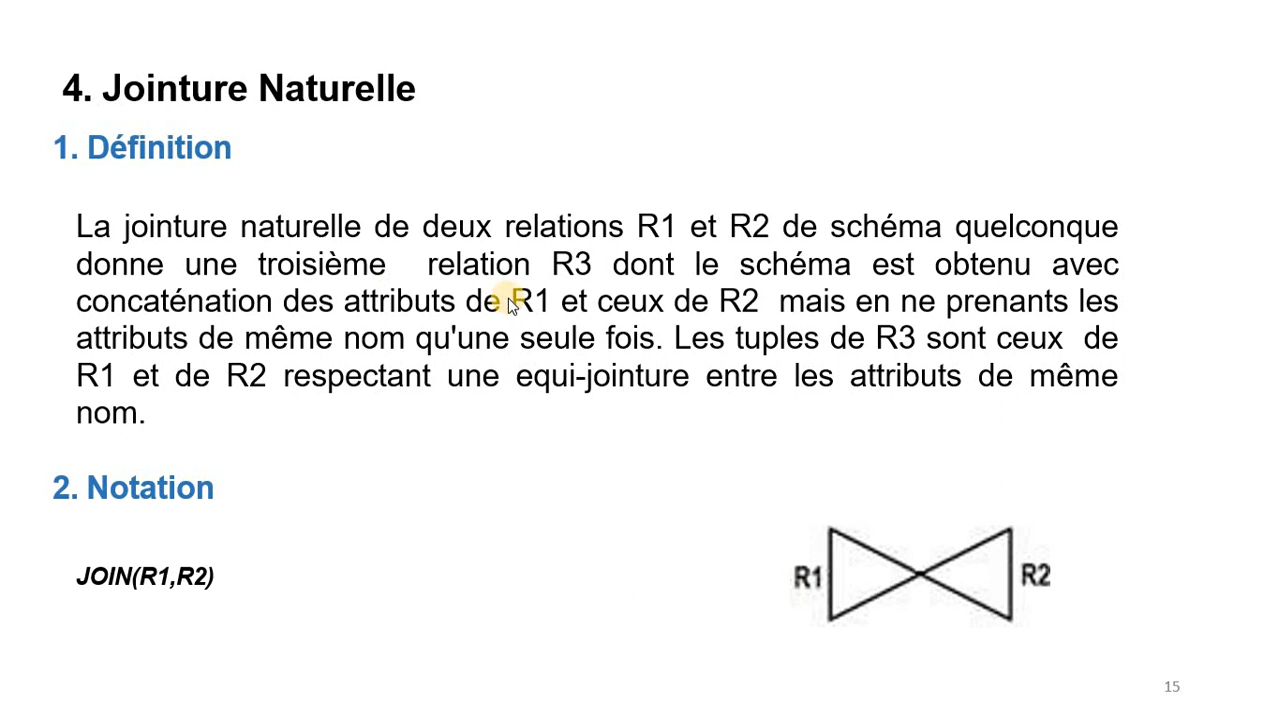 4. Jointure Naturelle
1. Définition
La jointure naturelle de deux relations R1 et R2 de schéma quelconque
donne une troisième relation R3 dont le schéma est obtenu avec
concaténation des attributs de R1 et ceux de R2 mais en ne prenants les
attributs de même nom qu'une seule fois. Les tuples de R3 sont ceux de
R1 et de R2 respectant une equi-jointure entre les attributs de même
nom.
2. Notation
JOIN(R1,R2)
R1 R2
15